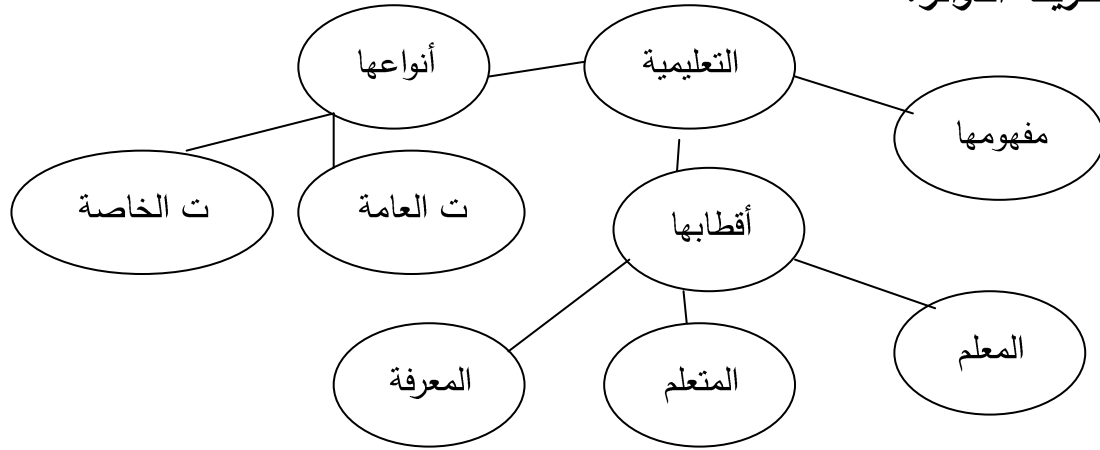 التعليمية
أنواعها
مفهومها
ت العامة
ت الخاصة
أقطابها
المعلم
المتعلم
المعرفة